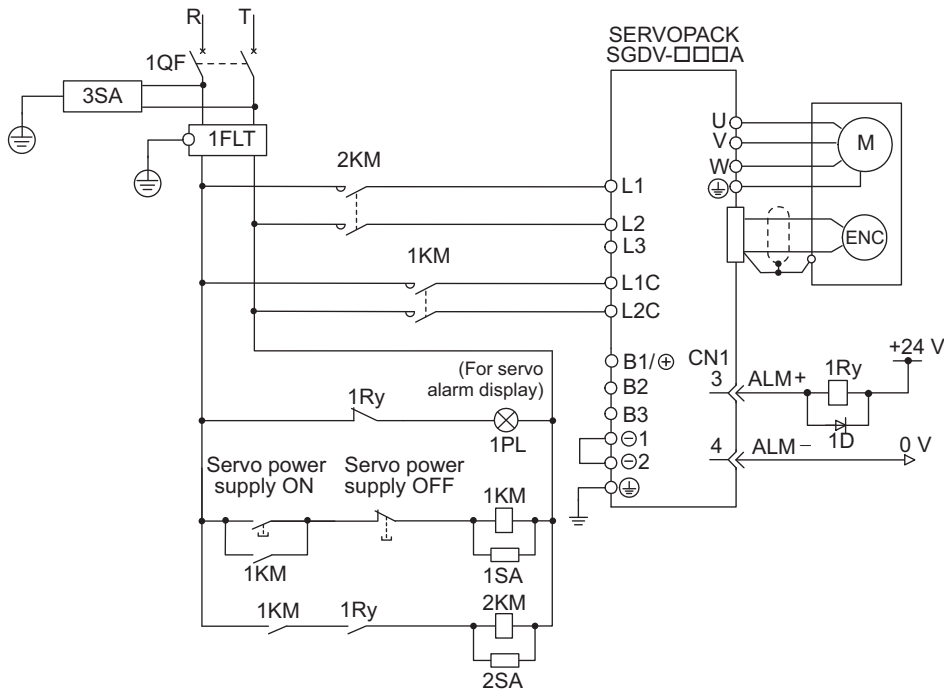 R T
1QF
3SA
1FLT
2KM
1KM
SERVOPACK
SGDV-□□□A
L1
L2
L3
L1C
L2C
B1/⊕
B2
B3
⊖1
⊖2
U
V
W
M
ENC
CN1
3 ALM+
4 ALM−
1Ry
1D
+24 V
0 V
(For servo
alarm display)
1Ry
1PL
Servo power
supply ON
Servo power
supply OFF
1KM
1KM
1SA
1KM
1Ry
2KM
2SA